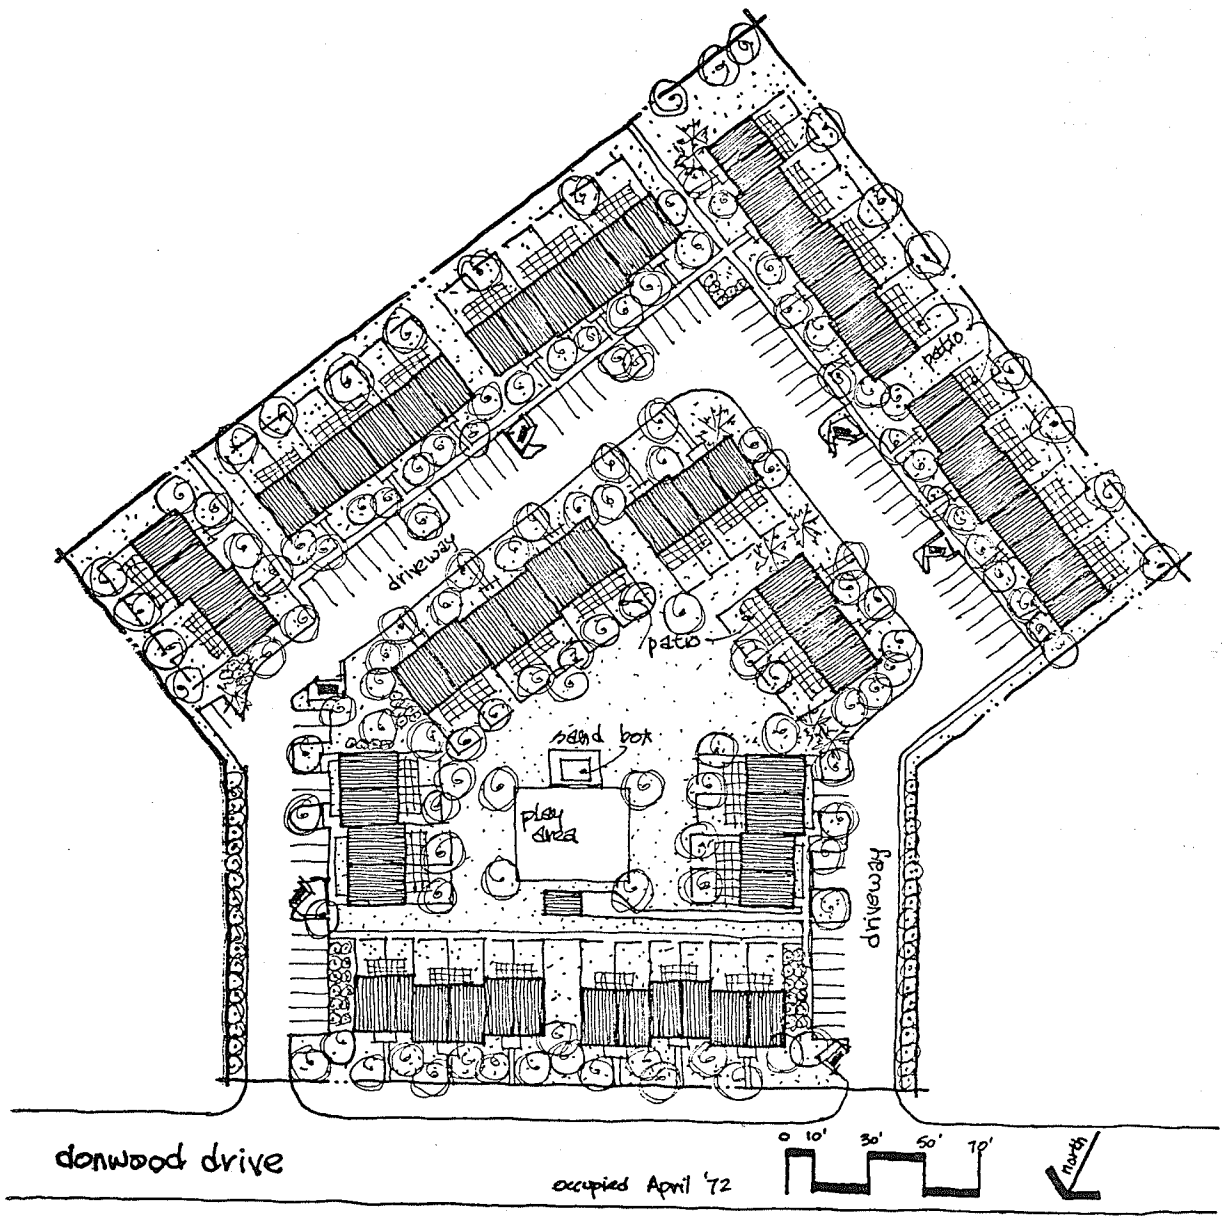 patio
driveway
patio
sand box
play
area
driveway
donwood drive
occupied April '72
0 10' 30' 50' 70'
north